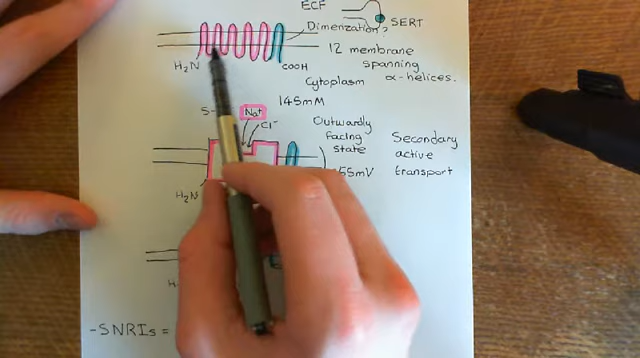 ECF
SERT
Dimerization?
12 membrane
spanning
α-helices.
H₂N
COOH
Cytoplasm
145mM
S-
Na⁺
Cl⁻
Outwardly
facing
state
Secondary
active
transport
55mV
H₂N
H
-SNRIs =